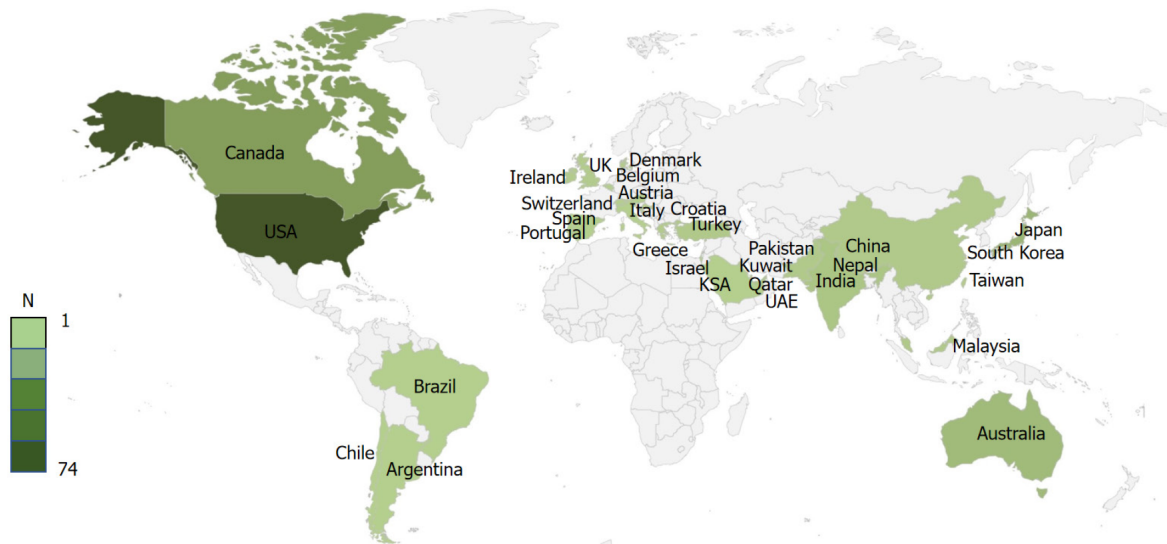 Canada
USA
Ireland
UK
Denmark
Belgium
Austria
Switzerland
Italy
Croatia
Spain
Portugal
Turkey
Greece
Israel
KSA
Pakistan
Kuwait
Qatar
UAE
China
Nepal
India
Japan
South Korea
Taiwan
Malaysia
Brazil
Chile
Argentina
Australia
N
1
74